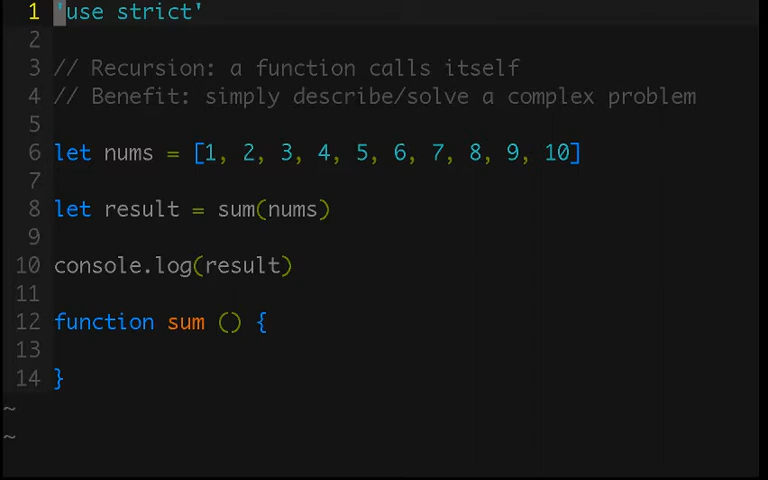 1 'use strict'
2
3 // Recursion: a function calls itself
4 // Benefit: simply describe/solve a complex problem
5
6 let nums = [1, 2, 3, 4, 5, 6, 7, 8, 9, 10]
7
8 let result = sum(nums)
9
10 console.log(result)
11
12 function sum () {
13
14 }
~
~